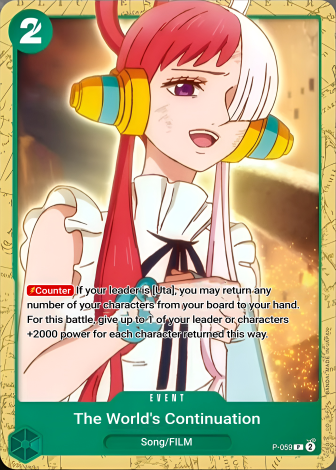 2
⚡Counter If your leader is [Uta], you may return any
number of your characters from your board to your hand.
For this battle, give up to 1 of your leader or characters
+2000 power for each character returned this way.
EVENT
The World's Continuation
Song/FILM
P-059 P 2